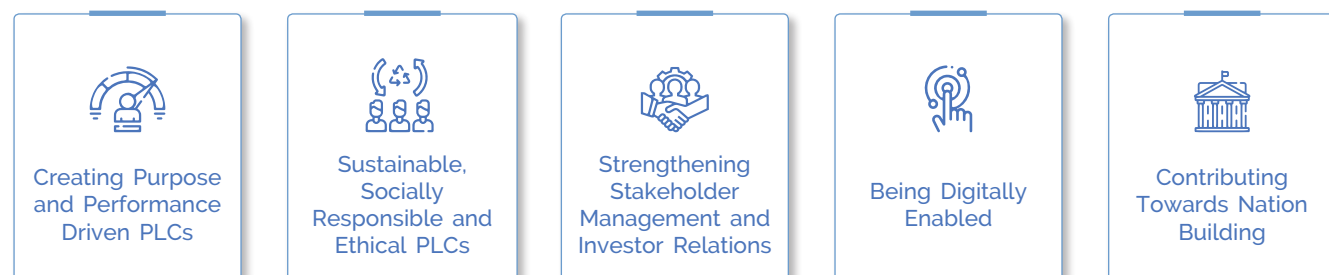 Creating Purpose
and Performance
Driven PLCs
Sustainable,
Socially
Responsible and
Ethical PLCs
Strengthening
Stakeholder
Management and
Investor Relations
Being Digitally
Enabled
Contributing
Towards Nation
Building